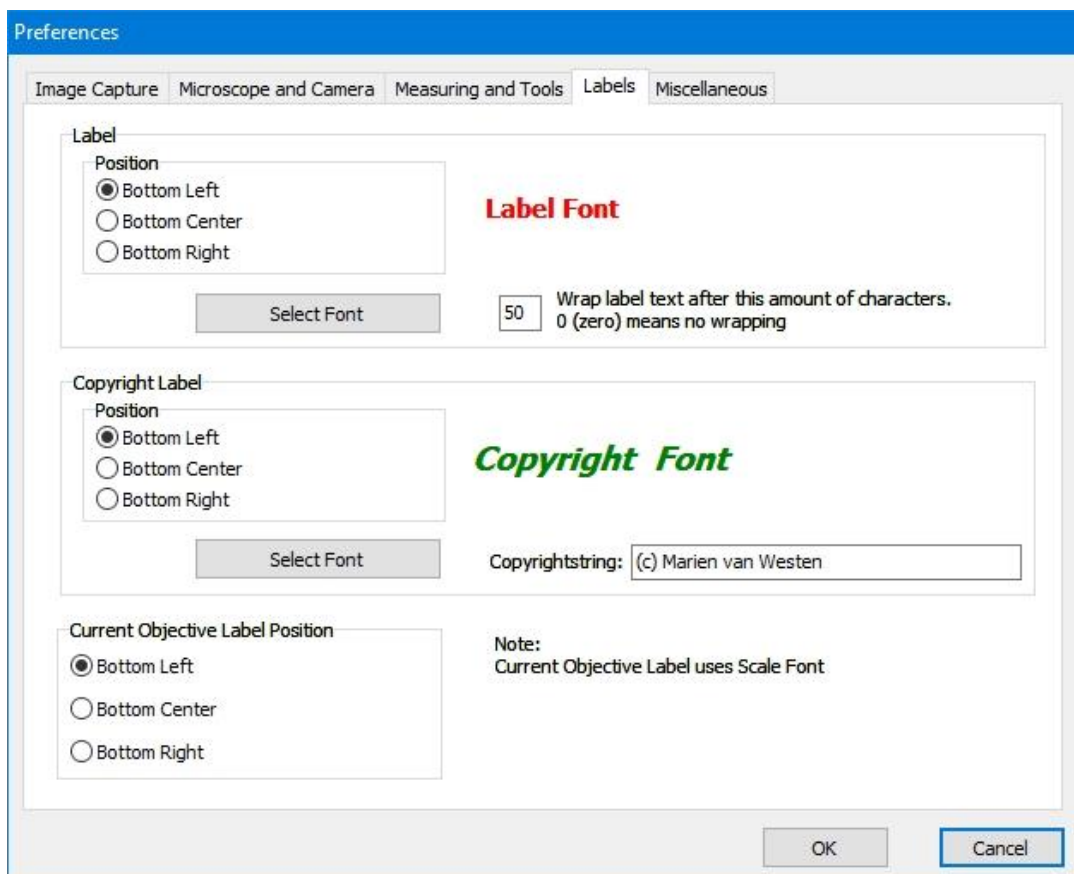 Preferences
Image Capture Microscope and Camera Measuring and Tools Labels Miscellaneous
Label
Position
Bottom Left
Bottom Center
Bottom Right
Label Font
Select Font
50
Wrap label text after this amount of characters.
0 (zero) means no wrapping
Copyright Label
Position
Bottom Left
Bottom Center
Bottom Right
Copyright Font
Select Font
Copyrightstring: (c) Marien van Westen
Current Objective Label Position
Bottom Left
Bottom Center
Bottom Right
Note:
Current Objective Label uses Scale Font
OK Cancel